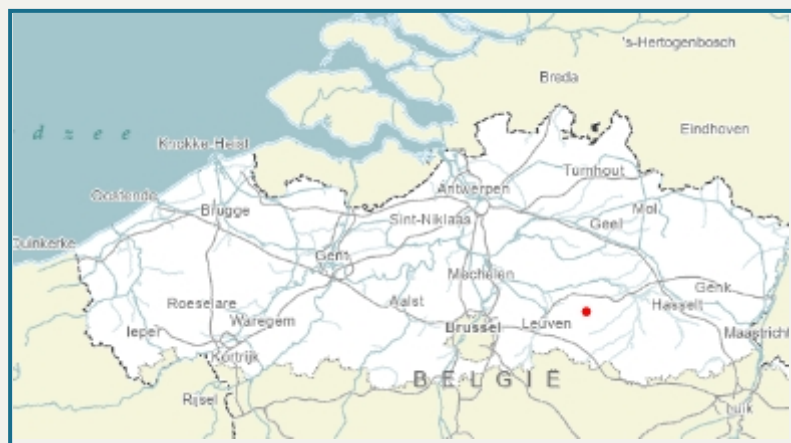 's-Hertogenbosch
Breda
d z e e
Eindhoven
Knokke-Heist
Turnhout
Antwerpen
Oostende
Mol
Brugge
Sint-Niklaas
Geel
Duinkerke
Gent
Mechelen
Genk
Roeselare
Aalst
Hasselt
Waregem
Ieper
Brussel
Leuven
Maastricht
Kortrijk
BELGIË
Rijsel
Luik